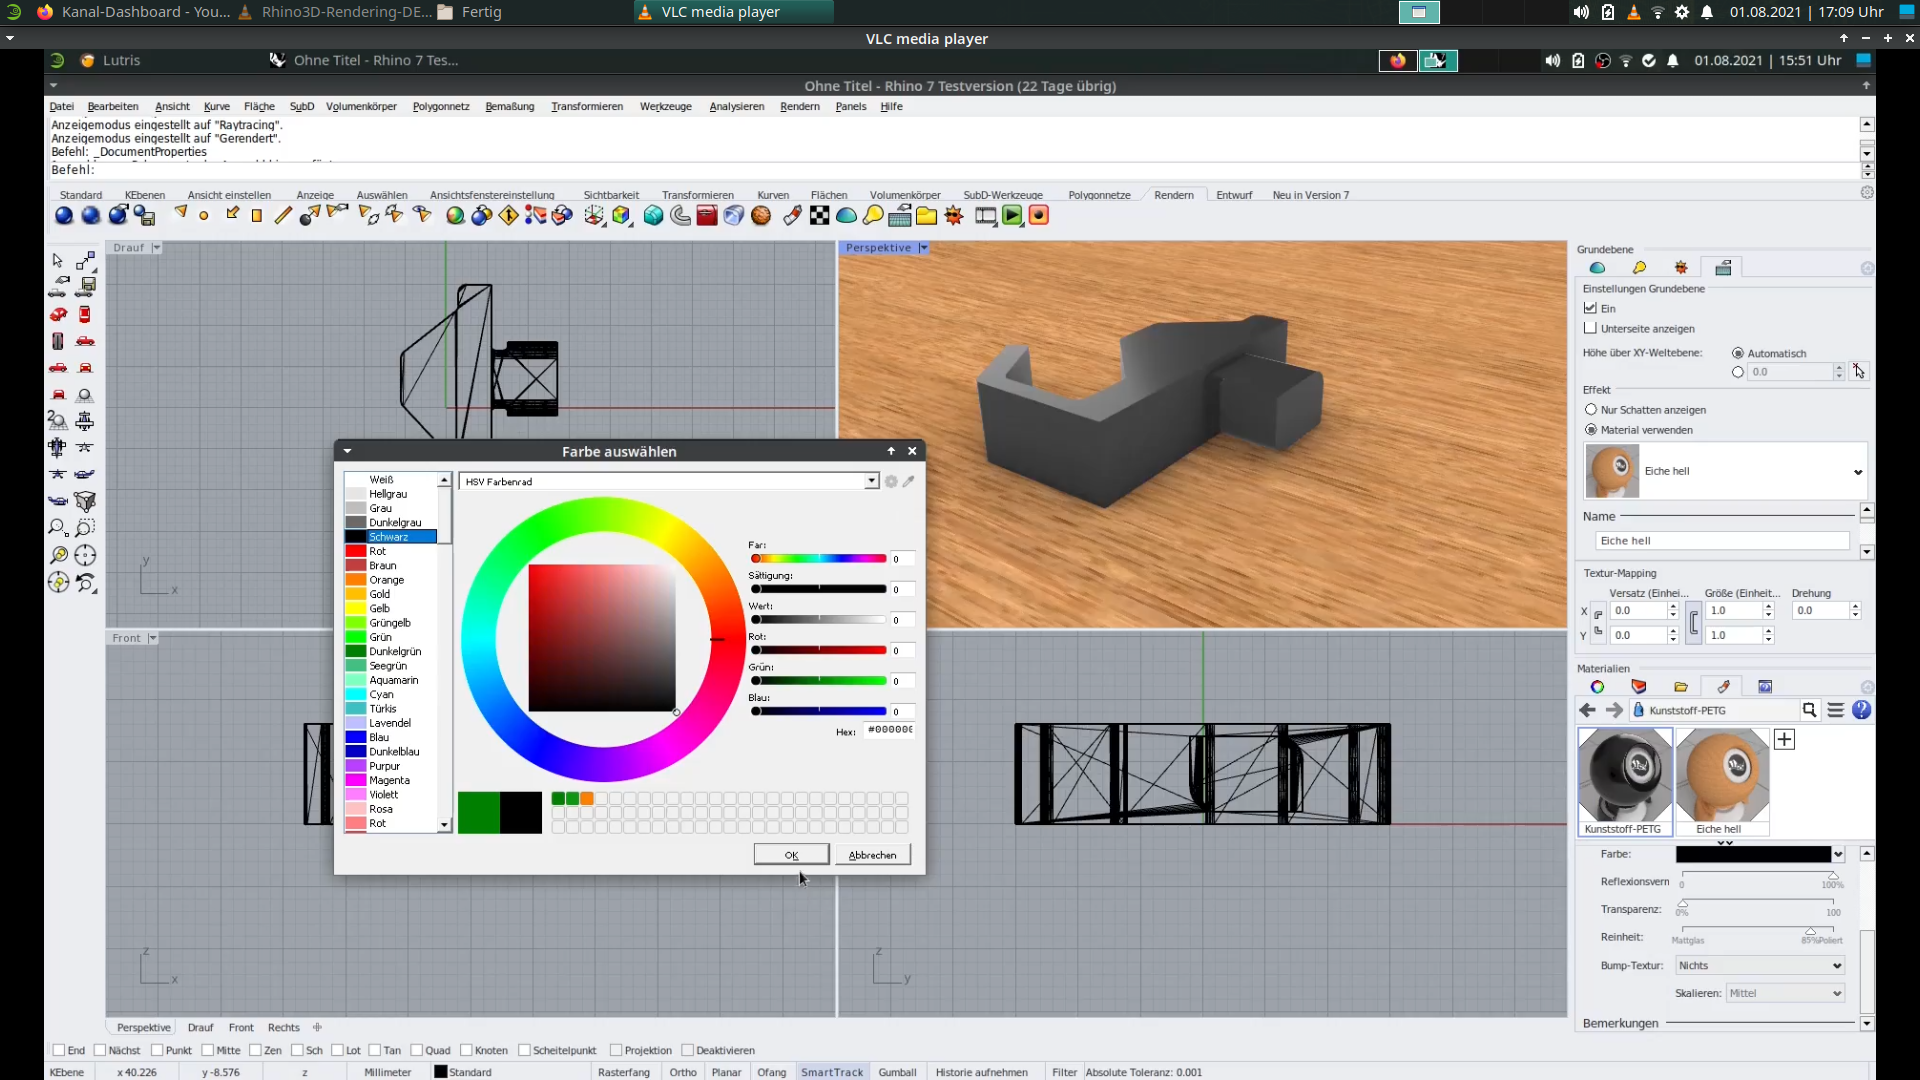 Kanal-Dashboard - You...
Rhino3D-Rendering-DE...
Fertig
VLC media player
01.08.2021 | 17:09 Uhr
VLC media player
Lutris
Ohne Titel - Rhino 7 Tes...
01.08.2021 | 15:51 Uhr
Ohne Titel - Rhino 7 Testversion (22 Tage übrig)
Datei Bearbeiten Ansicht Kurve Fläche SubD Volumenkörper Polygonnetz Bemaßung Transformieren Werkzeuge Analysieren Rendern Panels Hilfe
Anzeigemodus eingestellt auf "Raytracing".
Anzeigemodus eingestellt auf "Gerendert".
Befehl: _DocumentProperties
Befehl:
Standard KEbenen Ansicht einstellen Anzeige Auswählen Ansichtsfenstereinstellung Sichtbarkeit Transformieren Kurven Flächen Volumenkörper SubD-Werkzeuge Polygonnetze Rendern Entwurf Neu in Version 7
Drauf
Perspektive
Front
y
x
z
x
z
y
Farbe auswählen
Weiß
Hellgrau
Grau
Dunkelgrau
Schwarz
Rot
Braun
Orange
Gold
Gelb
Grüngelb
Grün
Dunkelgrün
Seegrün
Aquamarin
Cyan
Türkis
Lavendel
Blau
Dunkelblau
Purpur
Magenta
Violett
Rosa
Rot
HSV Farbenrad
Far:
0
Sättigung:
0
Wert:
0
Rot:
0
Grün:
0
Blau:
0
Hex: #000000
OK
Abbrechen
Grundebene
Einstellungen Grundebene
Ein
Unterseite anzeigen
Höhe über XY-Weltebene:
Automatisch
0.0
Effekt
Nur Schatten anzeigen
Material verwenden
Eiche hell
Name
Eiche hell
Textur-Mapping
Versatz (Einhei... Größe (Einheit... Drehung
X 0.0 1.0 0.0
Y 0.0 1.0
Materialien
Kunststoff-PETG
Kunststoff-PETG
Eiche hell
Farbe:
Reflexionsvern
0 100%
Transparenz:
0% 100
Reinheit:
Mattglas 85% Poliert
Bump-Textur: Nichts
Skalieren: Mittel
Bemerkungen
Perspektive Drauf Front Rechts
End Nächst Punkt Mitte Zen Sch Lot Tan Quad Knoten Scheitelpunkt Projektion Deaktivieren
KEbene x 40.226 y -8.576 z Millimeter Standard Rasterfang Ortho Planar Ofang SmartTrack Gumball Historie aufnehmen Filter Absolute Toleranz: 0.001